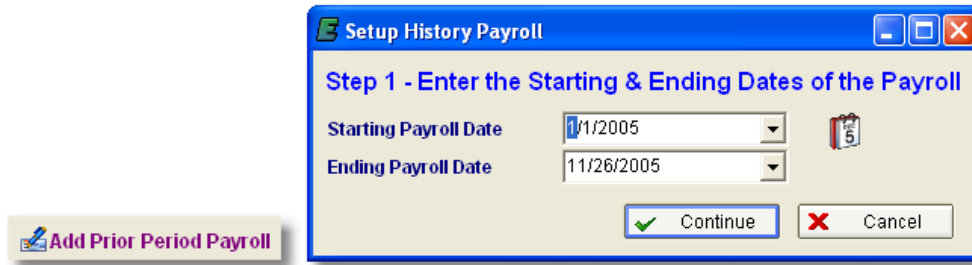 Setup History Payroll
Step 1 - Enter the Starting & Ending Dates of the Payroll
Starting Payroll Date 1/1/2005
5
Ending Payroll Date 11/26/2005
Continue Cancel
Add Prior Period Payroll